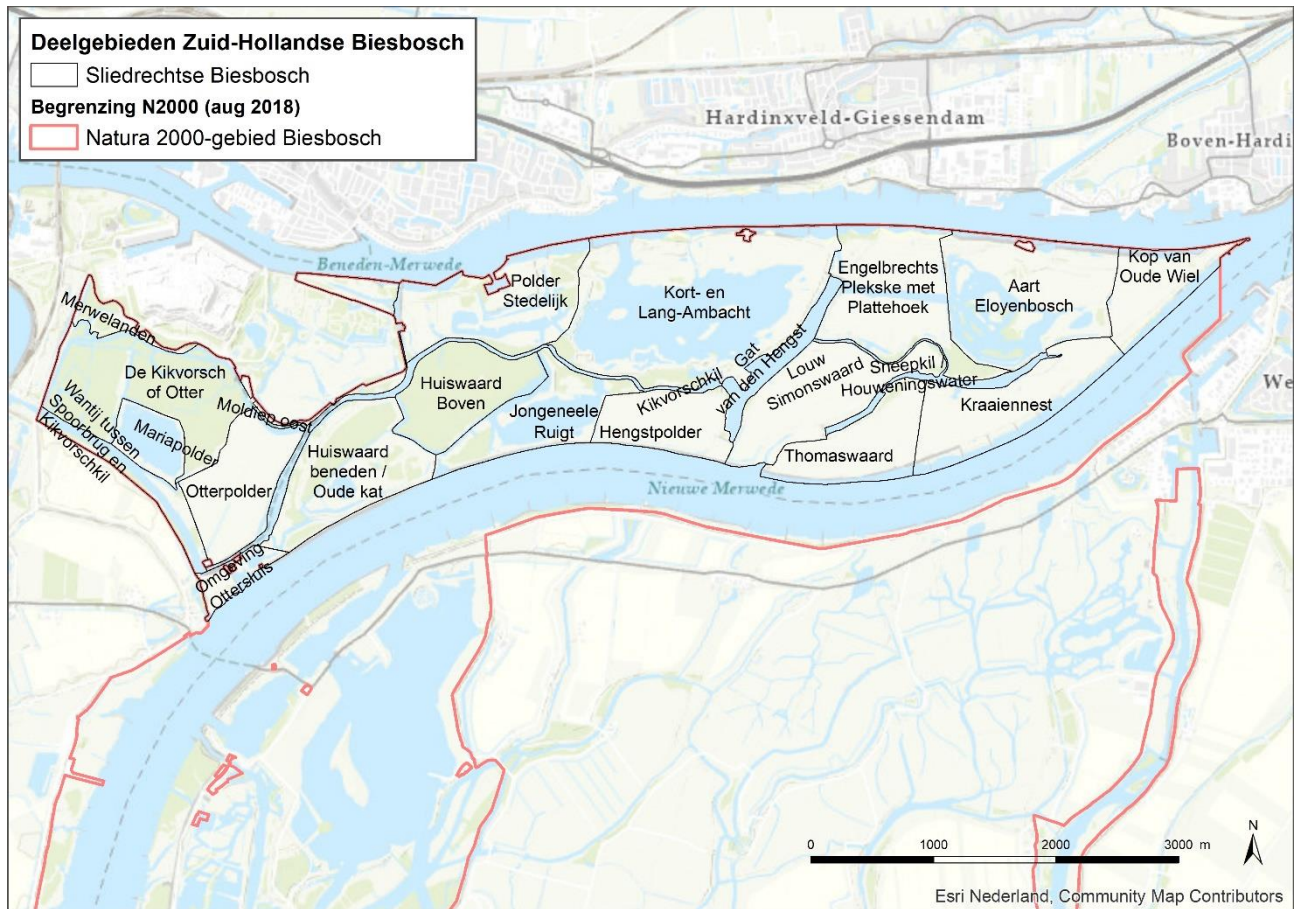 Deelgebieden Zuid-Hollandse Biesbosch
Sliedrechtse Biesbosch
Begrenzing N2000 (aug 2018)
Natura 2000-gebied Biesbosch
Hardinxveld-Giessendam
Boven-Hardi
Beneden-Merwede
Polder
Stedelijk
Kort- en
Lang-Ambacht
Engelbrechts
Plekske met
Plattehoek
Aart
Eloyenbosch
Kop van
Oude Wiel
Merwelanden
De Kikvorsch
of Otter
Moldiep oost
Wantij tussen
Spoorbrug en
Kikvorschkil
Mariapolder
Otterpolder
Huiswaard
Boven
Huiswaard
beneden /
Oude kat
Jongeneele
Ruigt
Kikvorschkil
Hengstpolder
Gat
van den Hengst
Louw
Simonswaard
Sneepkil /
Houweningswater
Kraaiennest
Thomaswaard
We
Nieuwe Merwede
Omgeving
Ottersluis
0 1000 2000 3000 m
N
Esri Nederland, Community Map Contributors